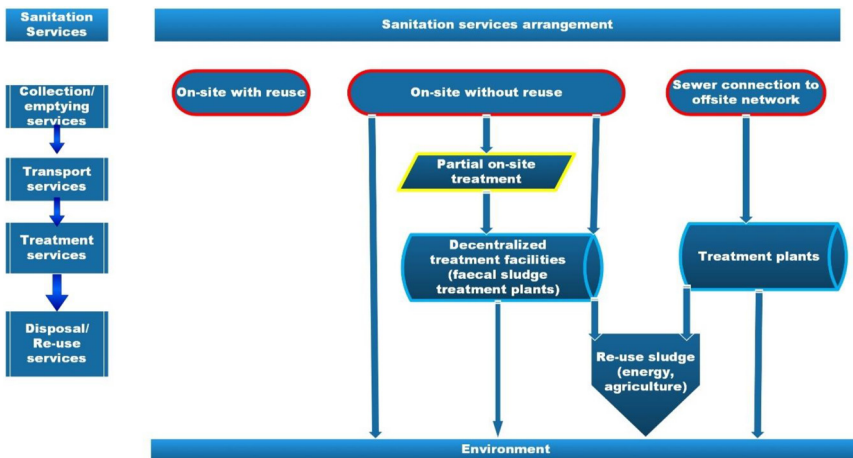 Sanitation
Services
Sanitation services arrangement
Collection/
emptying
services
On-site with reuse
On-site without reuse
Sewer connection to
offsite network
Transport
services
Partial on-site
treatment
Treatment
services
Decentralized
treatment facilities
(faecal sludge
treatment plants)
Treatment plants
Disposal/
Re-use
services
Re-use sludge
(energy,
agriculture)
Environment